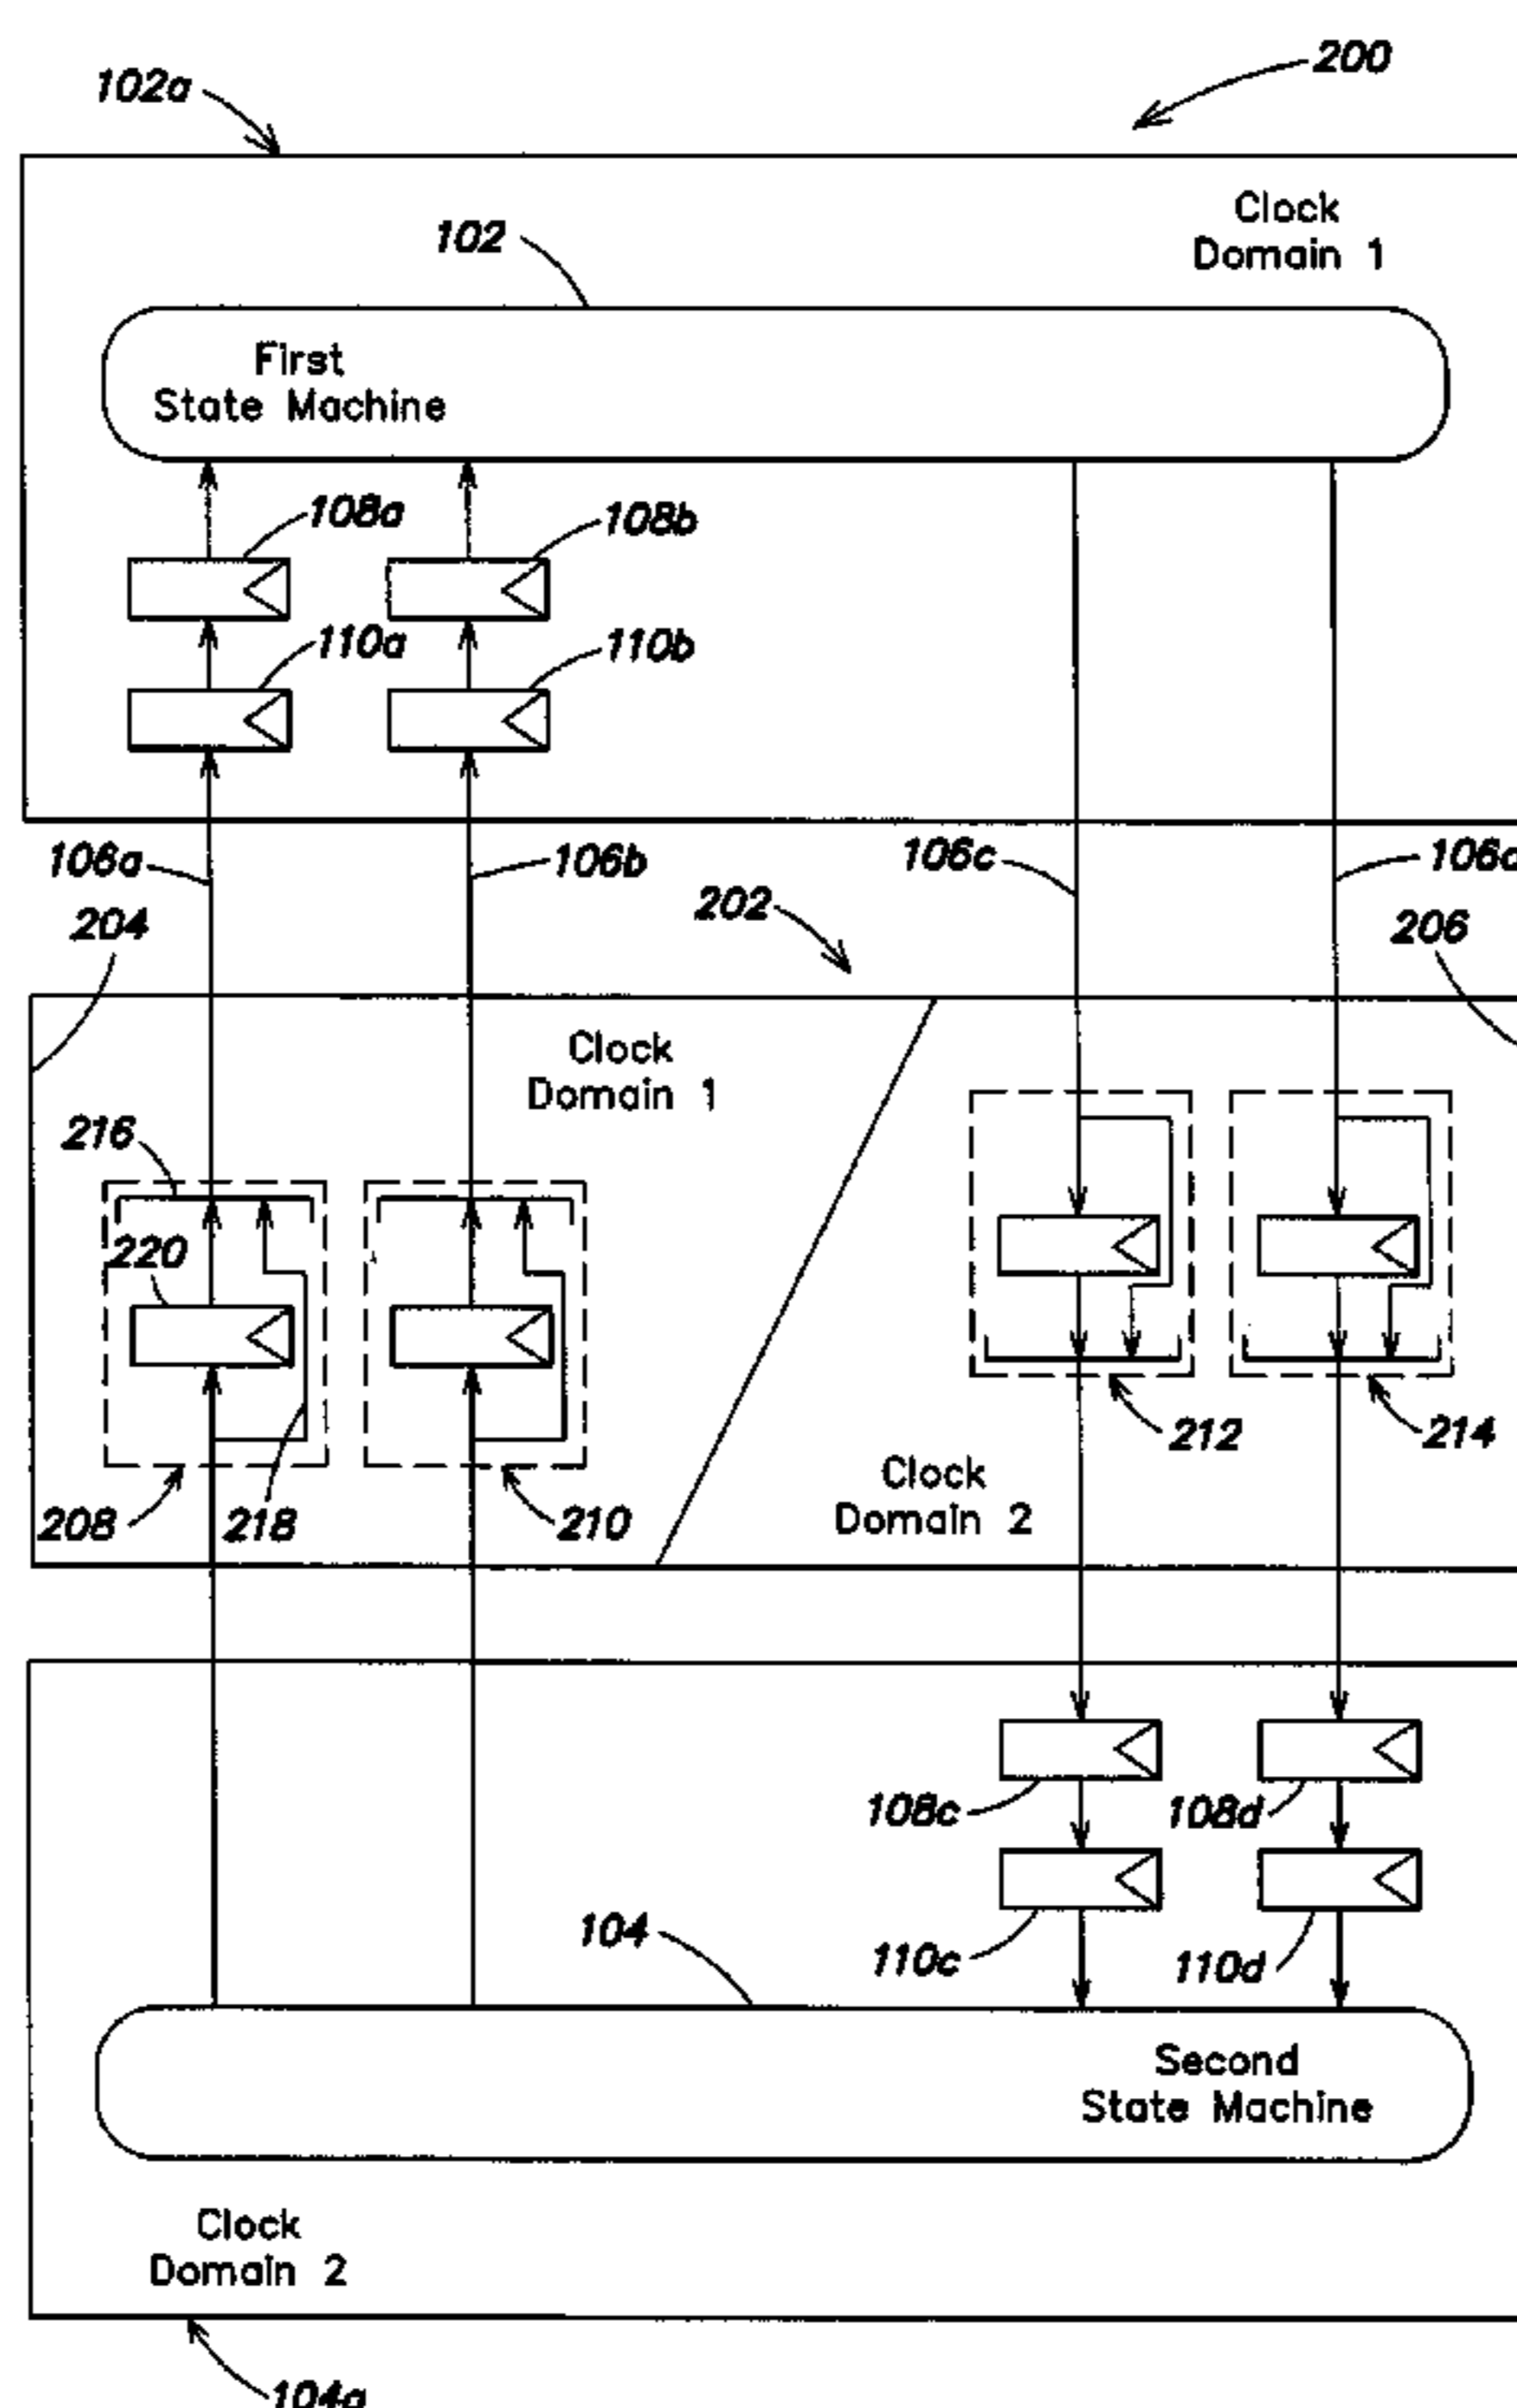 200
102a
Clock
Domain 1
102
First
State Machine
108a
108b
110a
110b
106a
106b
106c
106d
204
202
206
Clock
Domain 1
216
220
212
214
Clock
Domain 2
208
218
210
108c
108d
104
110c
110d
Second
State Machine
Clock
Domain 2
104a